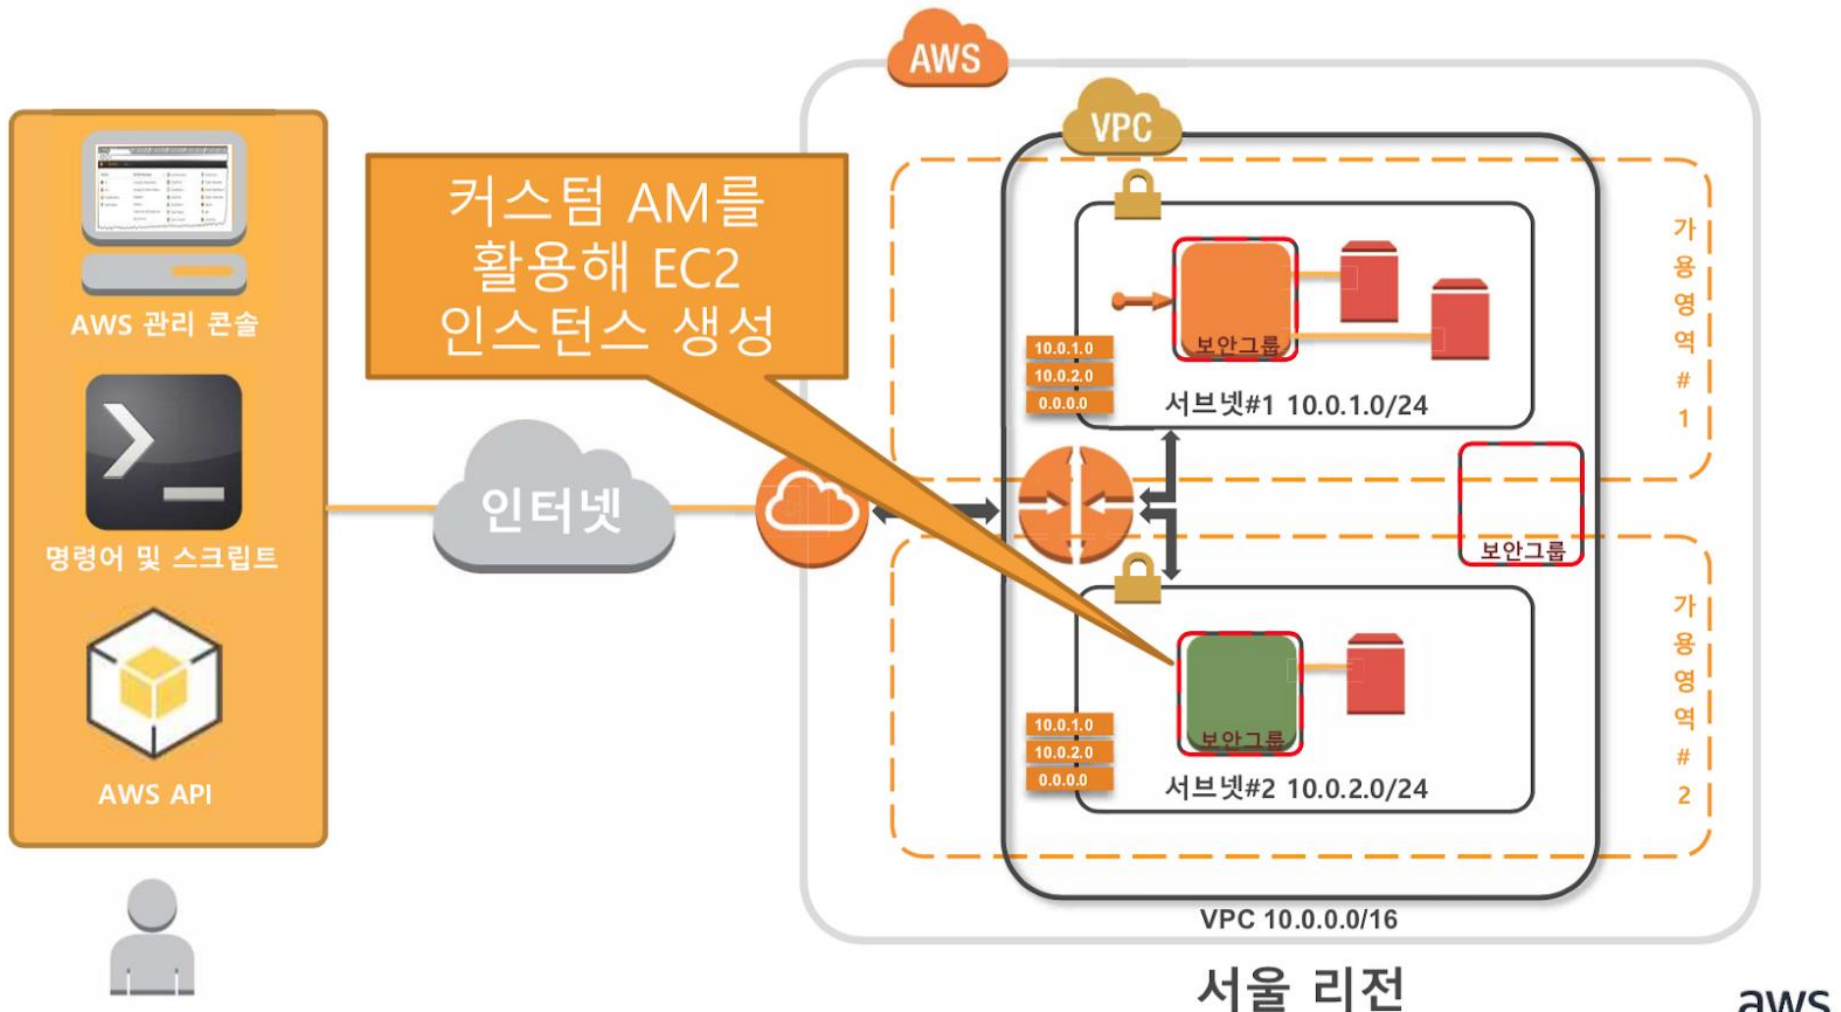 AWS
VPC
커스텀 AM를
활용해 EC2
인스턴스 생성
AWS 관리 콘솔
명령어 및 스크립트
AWS API
인터넷
보안그룹
10.0.1.0
10.0.2.0
0.0.0.0
서브넷#1 10.0.1.0/24
가용영역#1
보안그룹
보안그룹
10.0.1.0
10.0.2.0
0.0.0.0
서브넷#2 10.0.2.0/24
가용영역#2
VPC 10.0.0.0/16
서울 리전
aws